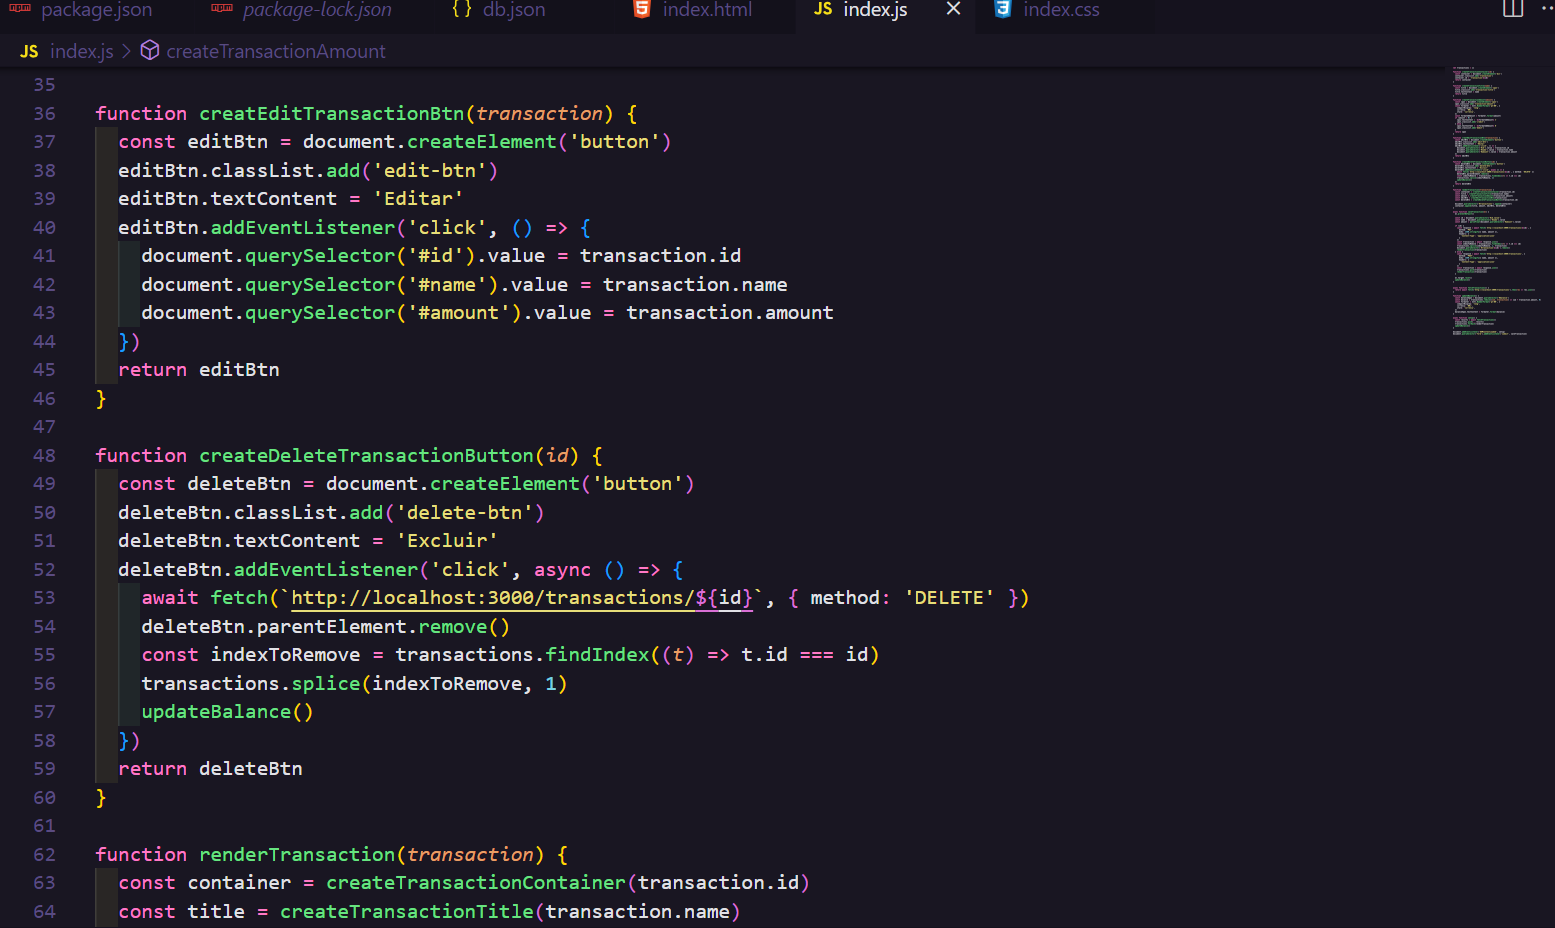 package.json package-lock.json {} db.json index.html JS index.js index.css
JS index.js > createTransactionAmount
35
36 function creatEditTransactionBtn(transaction) {
37 const editBtn = document.createElement('button')
38 editBtn.classList.add('edit-btn')
39 editBtn.textContent = 'Editar'
40 editBtn.addEventListener('click', () => {
41 document.querySelector('#id').value = transaction.id
42 document.querySelector('#name').value = transaction.name
43 document.querySelector('#amount').value = transaction.amount
44 })
45 return editBtn
46 }
47
48 function createDeleteTransactionButton(id) {
49 const deleteBtn = document.createElement('button')
50 deleteBtn.classList.add('delete-btn')
51 deleteBtn.textContent = 'Excluir'
52 deleteBtn.addEventListener('click', async () => {
53 await fetch(`http://localhost:3000/transactions/${id}`, { method: 'DELETE' })
54 deleteBtn.parentElement.remove()
55 const indexToRemove = transactions.findIndex((t) => t.id === id)
56 transactions.splice(indexToRemove, 1)
57 updateBalance()
58 })
59 return deleteBtn
60 }
61
62 function renderTransaction(transaction) {
63 const container = createTransactionContainer(transaction.id)
64 const title = createTransactionTitle(transaction.name)